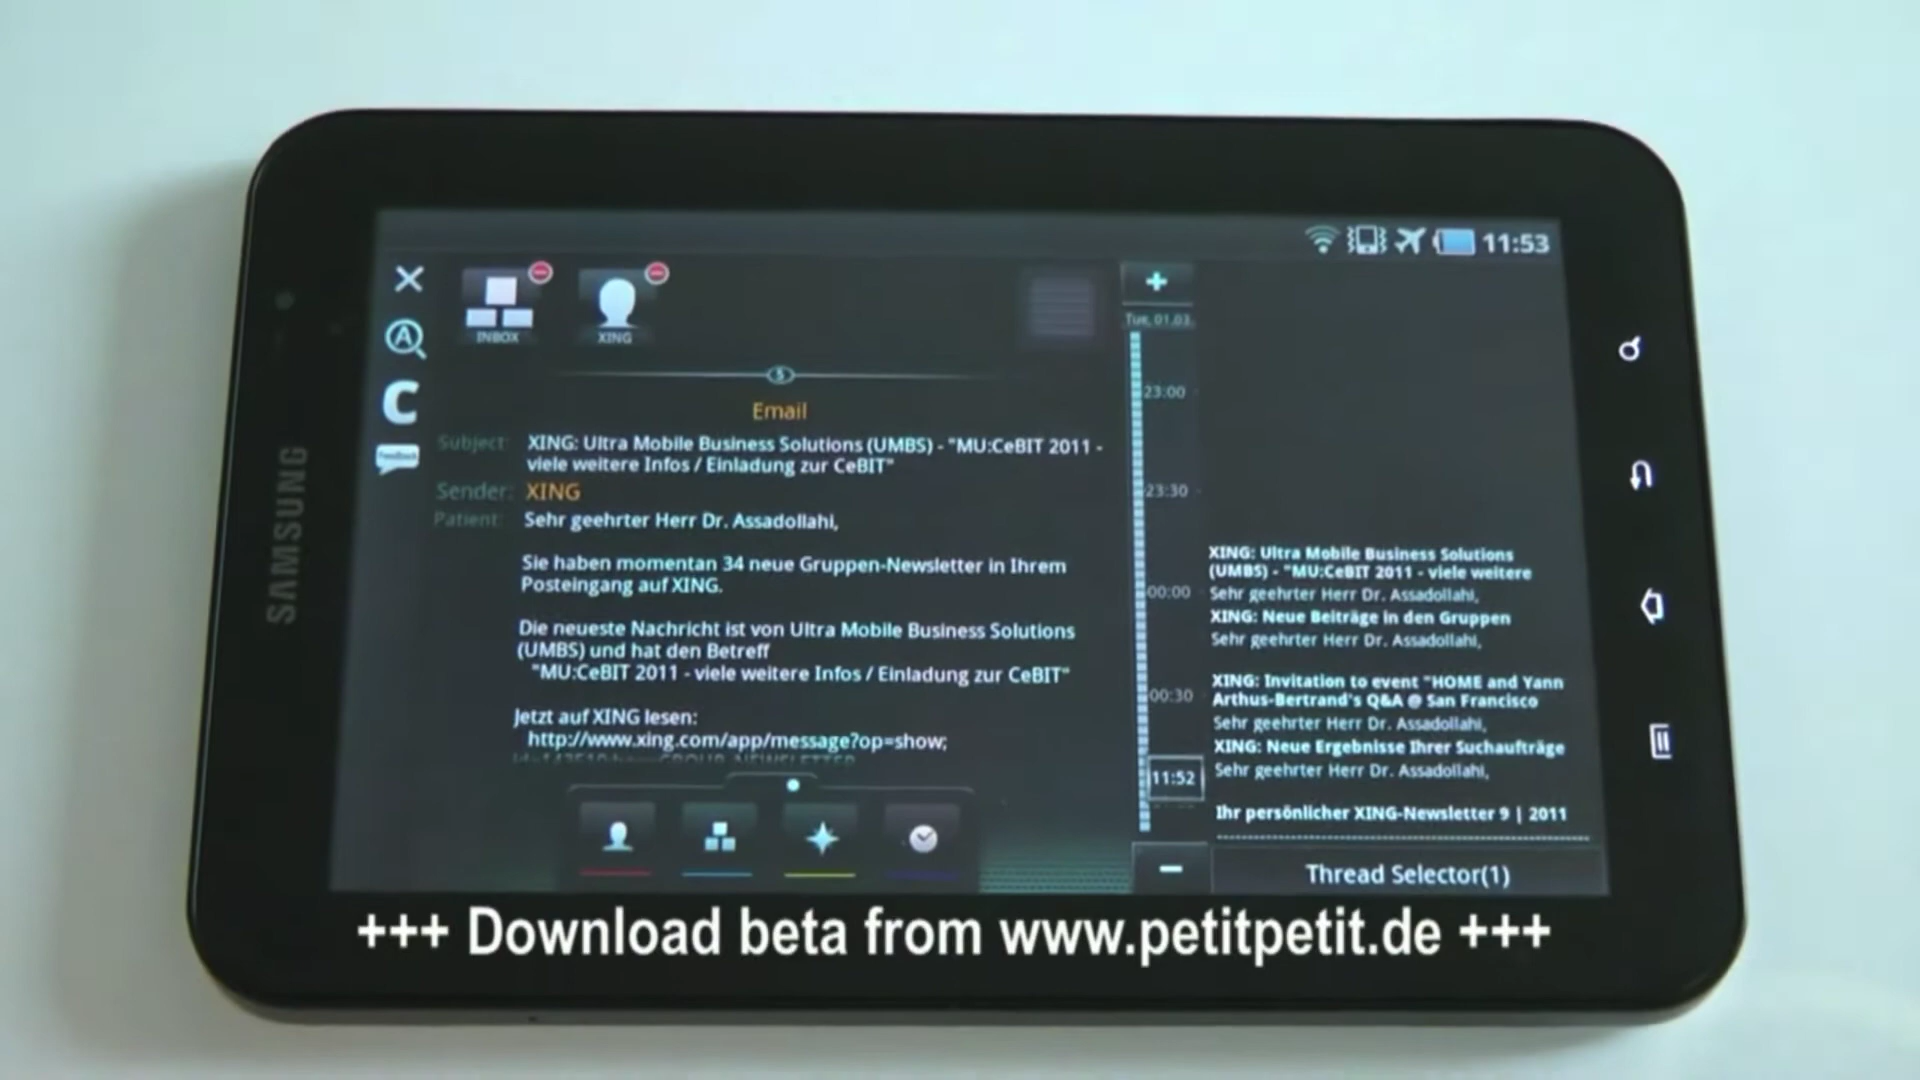 11:53
INBOX
XING
5
Email
Subject: XING: Ultra Mobile Business Solutions (UMBS) - "MU:CeBIT 2011 -
viele weitere Infos / Einladung zur CeBIT"
Sender: XING
Patient: Sehr geehrter Herr Dr. Assadollahi,
Sie haben momentan 34 neue Gruppen-Newsletter in Ihrem
Posteingang auf XING.
Die neueste Nachricht ist von Ultra Mobile Business Solutions
(UMBS) und hat den Betreff
"MU:CeBIT 2011 - viele weitere Infos / Einladung zur CeBIT"
Jetzt auf XING lesen:
http://www.xing.com/app/message?op=show;
A
C
Feedback
SAMSUNG
+
Tue, 01.03.
23:00
23:30
00:00
00:30
11:52
XING: Ultra Mobile Business Solutions
(UMBS) - "MU:CeBIT 2011 - viele weitere
Sehr geehrter Herr Dr. Assadollahi,
XING: Neue Beiträge in den Gruppen
Sehr geehrter Herr Dr. Assadollahi,
XING: Invitation to event "HOME and Yann
Arthus-Bertrand's Q&A @ San Francisco
Sehr geehrter Herr Dr. Assadollahi,
XING: Neue Ergebnisse Ihrer Suchaufträge
Sehr geehrter Herr Dr. Assadollahi,
Ihr persönlicher XING-Newsletter 9 | 2011
Thread Selector(1)
+++ Download beta from www.petitpetit.de +++